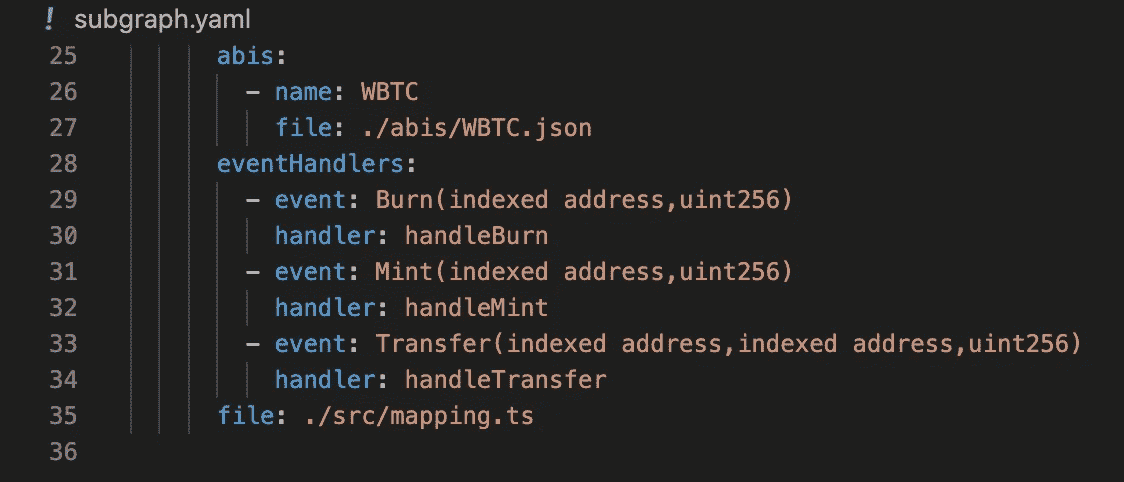 ! subgraph.yaml
25 abis:
26 - name: WBTC
27 file: ./abis/WBTC.json
28 eventHandlers:
29 - event: Burn(indexed address,uint256)
30 handler: handleBurn
31 - event: Mint(indexed address,uint256)
32 handler: handleMint
33 - event: Transfer(indexed address,indexed address,uint256)
34 handler: handleTransfer
35 file: ./src/mapping.ts
36